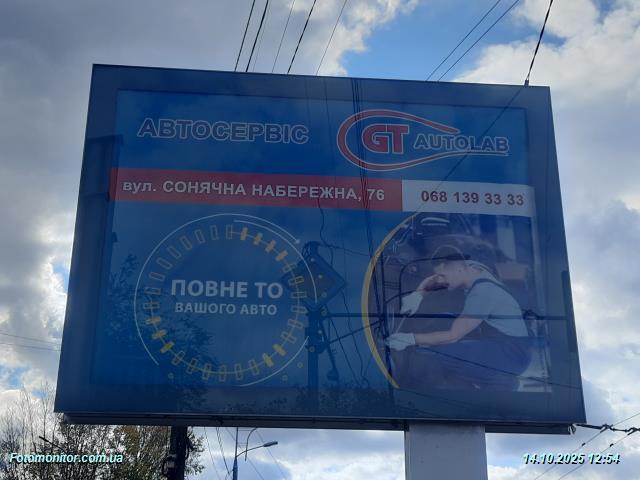 АВТОСЕРВІС
GT AUTOLAB
вул. СОНЯЧНА НАБЕРЕЖНА, 76
068 139 33 33
ПОВНЕ ТО
ВАШОГО АВТО
Fotomonitor.com.ua
14.10.2025 12:54